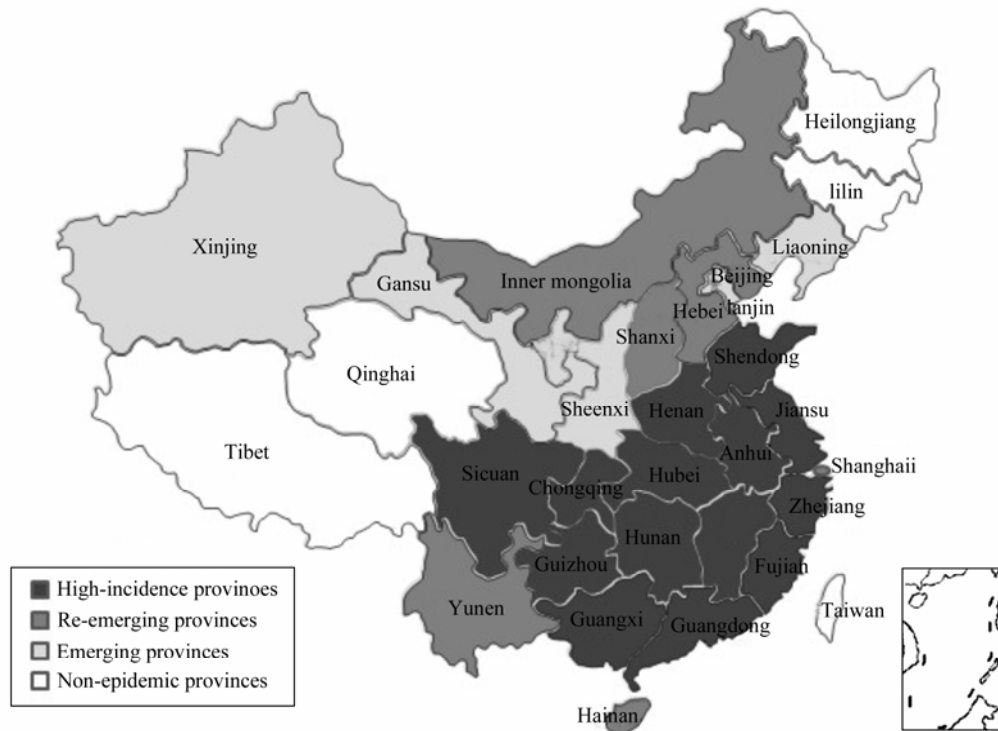 Heilongjiang
lilin
Xinjing
Liaoning
Gansu
Inner mongolia
Beijing
Hebei
Ianjin
Shanxi
Shendong
Qinghai
Sheenxi
Henan
Jiansu
Tibet
Anhui
Sicuan
Hubei
Shanghaii
Chongqing
Zhejiang
Hunan
Guizhou
Fujian
High-incidence provinoes
Re-emerging provinces
Emerging provinces
Non-epidemic provinces
Yunen
Guangxi
Guangdong
Taiwan
Hainan